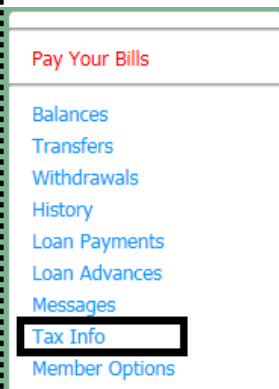 Pay Your Bills
Balances
Transfers
Withdrawals
History
Loan Payments
Loan Advances
Messages
Tax Info
Member Options